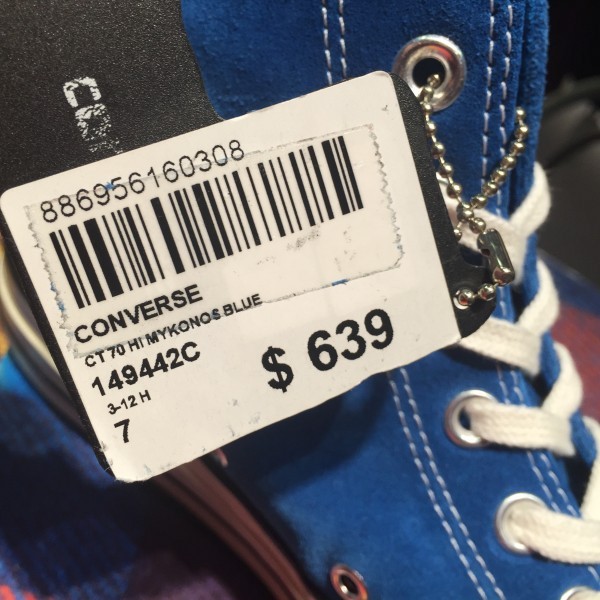 886956160308
CONVERSE
CT 70 HI MYKONOS BLUE
149442C
3-12 H
7
$ 639